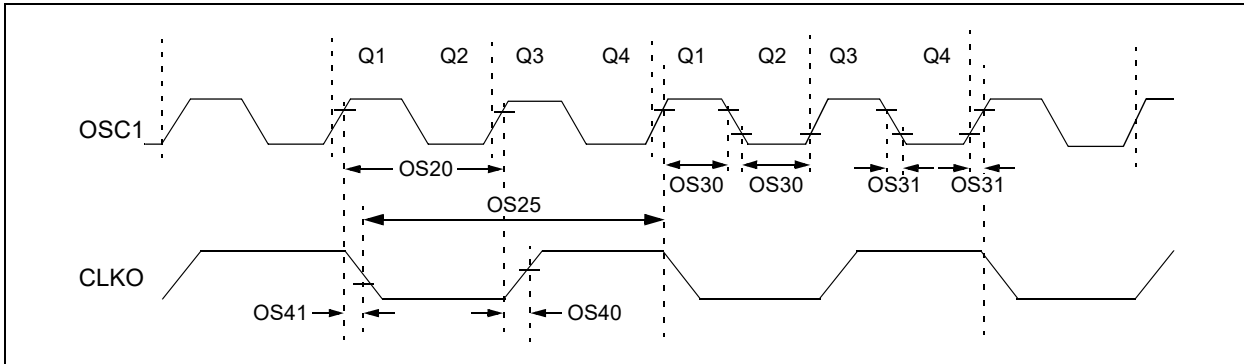 Q1 Q2 Q3 Q4 Q1 Q2 Q3 Q4
OSC1
OS20 OS30 OS30 OS31 OS31
OS25
CLKO
OS41 OS40